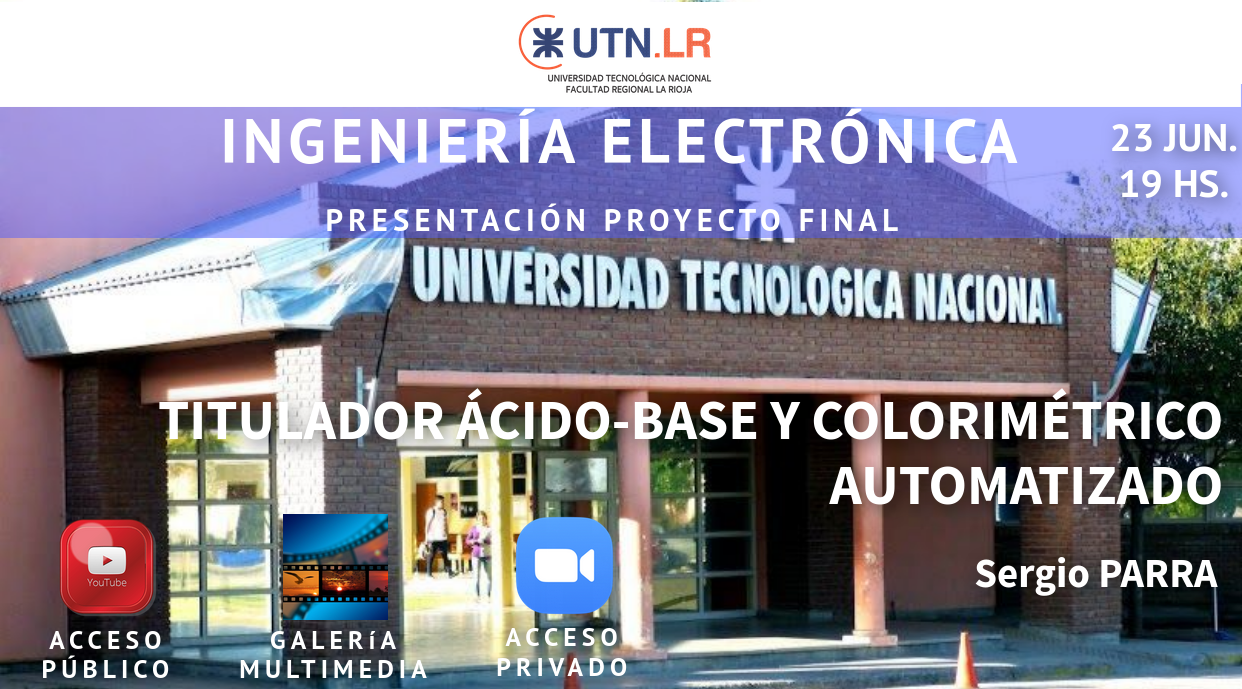 UTN.LR
UNIVERSIDAD TECNOLÓGICA NACIONAL
FACULTAD REGIONAL LA RIOJA
INGENIERÍA ELECTRÓNICA
23 JUN.
19 HS.
PRESENTACIÓN PROYECTO FINAL
UNIVERSIDAD TECNOLOGICA NACIONAL
TITULADOR ÁCIDO-BASE Y COLORIMÉTRICO
AUTOMATIZADO
Sergio PARRA
YouTube
ACCESO
PÚBLICO
GALERíA
MULTIMEDIA
ACCESO
PRIVADO